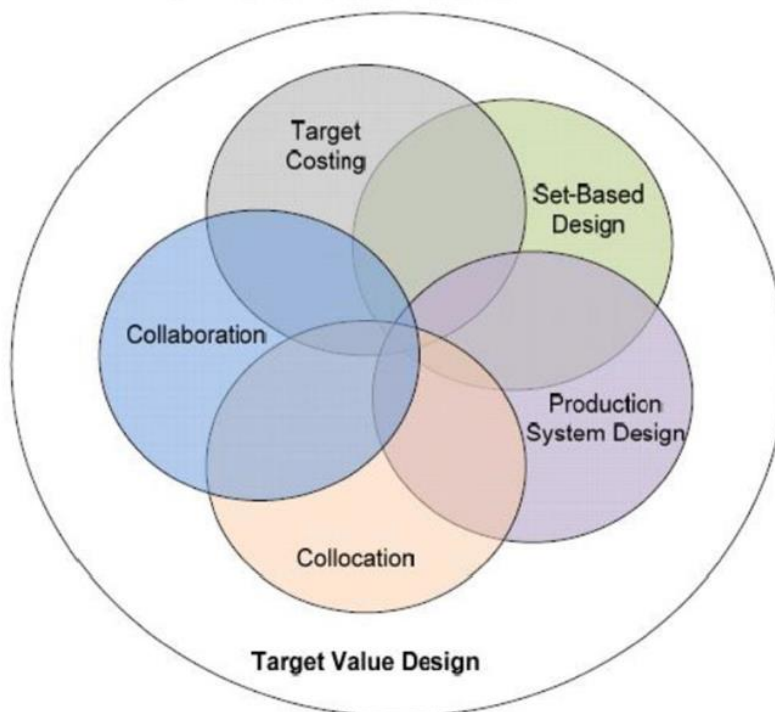 Target
Costing
Set-Based
Design
Collaboration
Production
System Design
Collocation
Target Value Design